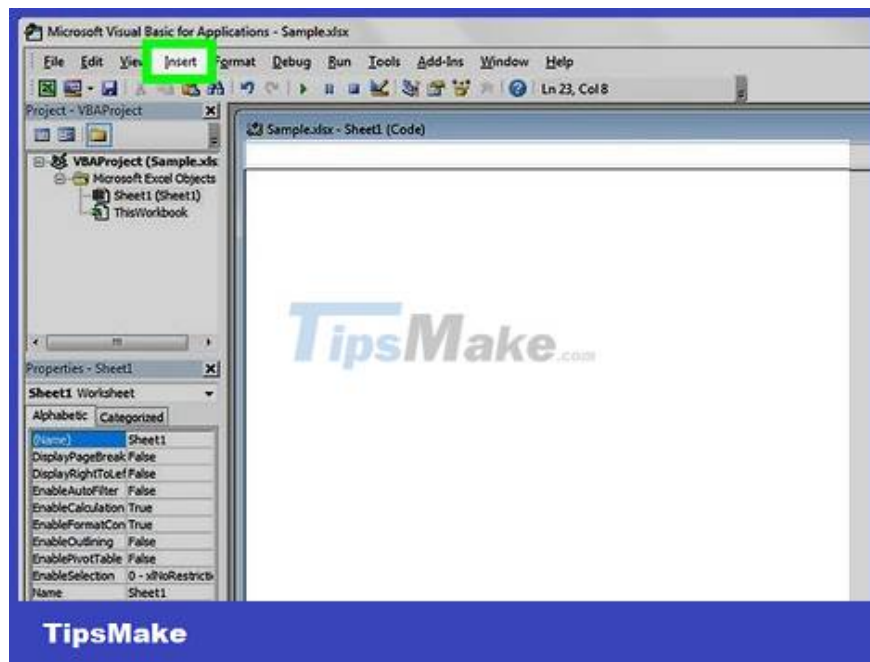 Microsoft Visual Basic for Applications - Sample.xlsx
File Edit View Insert Format Debug Run Tools Add-Ins Window Help
Ln 23, Col 8
Project - VBAProject
Sample.xlsx - Sheet1 (Code)
VBAProject (Sample.xls
Microsoft Excel Objects
Sheet1 (Sheet1)
ThisWorkbook
TipsMake.com
Properties - Sheet1
Sheet1 Worksheet
Alphabetic Categorized
(Name) Sheet1
DisplayPageBreak False
DisplayRightToLef False
EnableAutoFilter False
EnableCalculation True
EnableFormatCon True
EnableOutlining False
EnablePivotTable False
EnableSelection 0 - xlNoRestricti
Name Sheet1
TipsMake